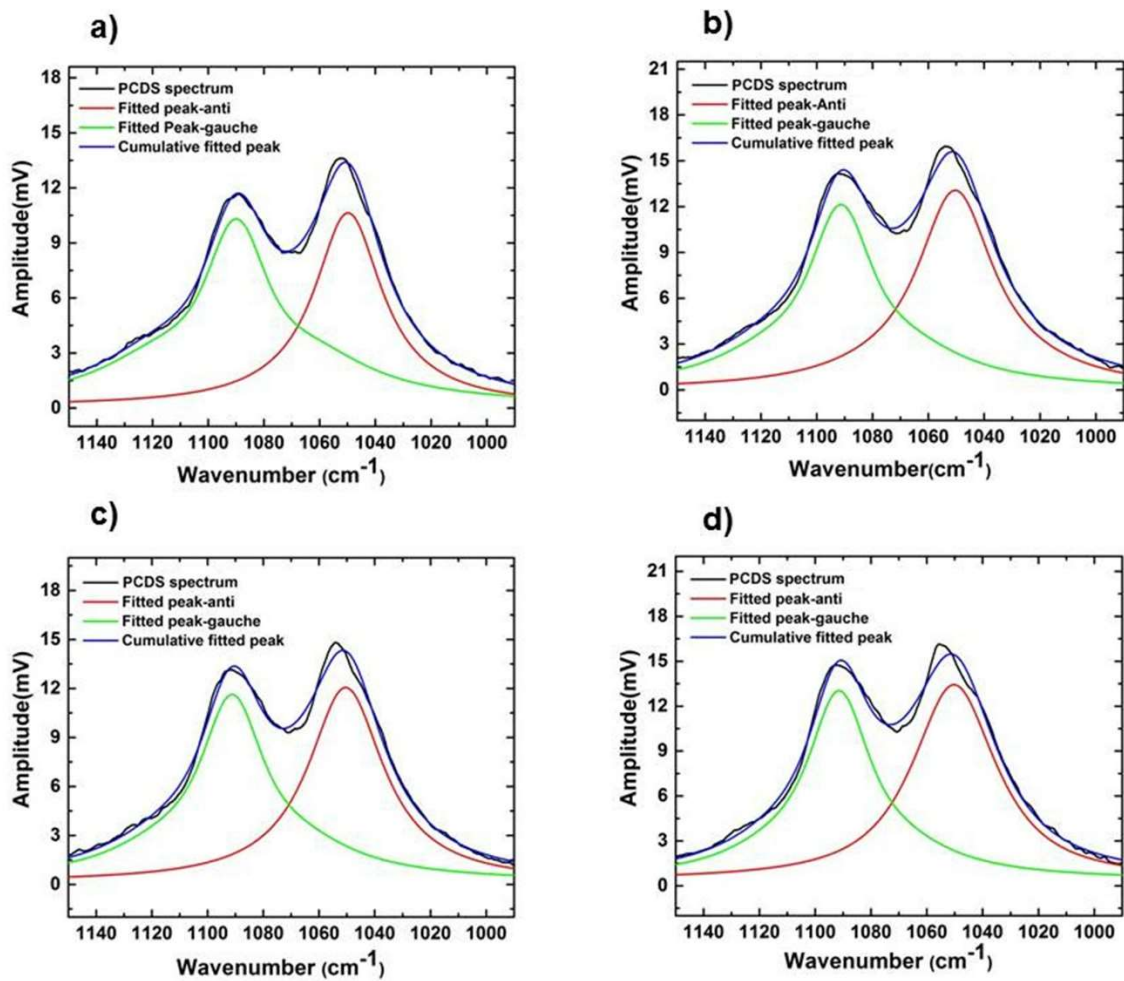 a)
PCDS spectrum
Fitted peak-anti
Fitted Peak-gauche
Cumulative fitted peak
Amplitude(mV)
18
15
12
9
6
3
0
1140 1120 1100 1080 1060 1040 1020 1000
Wavenumber (cm-1)
b)
PCDS spectrum
Fitted peak-Anti
Fitted peak-gauche
Cumulative fitted peak
Amplitude(mV)
21
18
15
12
9
6
3
0
1140 1120 1100 1080 1060 1040 1020 1000
Wavenumber(cm-1)
c)
PCDS spectrum
Fitted peak-anti
Fitted peak-gauche
Cumulative fitted peak
Amplitude(mV)
18
15
12
9
6
3
0
1140 1120 1100 1080 1060 1040 1020 1000
Wavenumber (cm-1)
d)
PCDS spectrum
Fitted peak-anti
Fitted peak-gauche
Cumulative fitted peak
Amplitude(mV)
21
18
15
12
9
6
3
0
1140 1120 1100 1080 1060 1040 1020 1000
Wavenumber (cm-1)